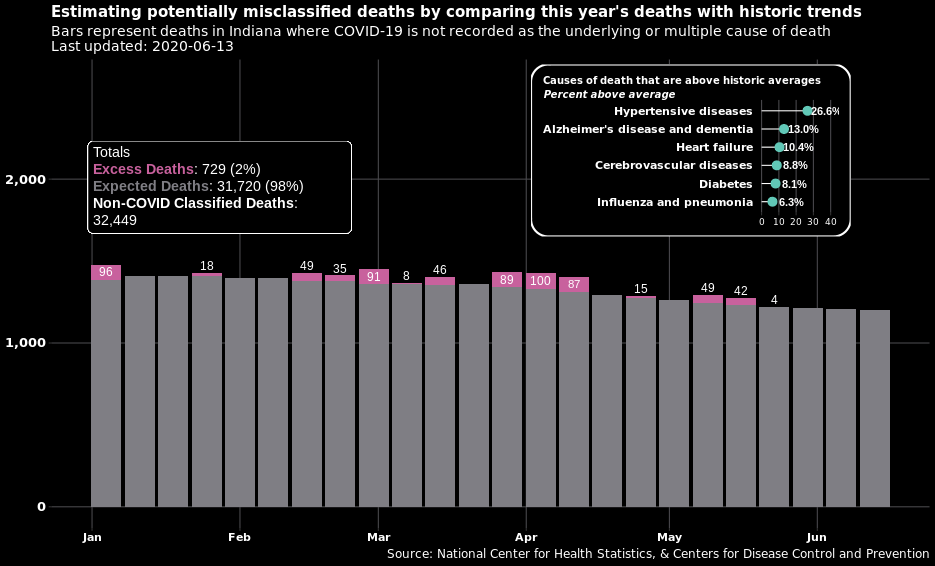 Estimating potentially misclassified deaths by comparing this year's deaths with historic trends
Bars represent deaths in Indiana where COVID-19 is not recorded as the underlying or multiple cause of death
Last updated: 2020-06-13
Causes of death that are above historic averages
Percent above average
Hypertensive diseases 26.6%
Alzheimer's disease and dementia 13.0%
Heart failure 10.4%
Cerebrovascular diseases 8.8%
Diabetes 8.1%
Influenza and pneumonia 6.3%
0 10 20 30 40
Totals
Excess Deaths: 729 (2%)
Expected Deaths: 31,720 (98%)
Non-COVID Classified Deaths:
32,449
2,000
96 18 49 35 91 8 46 89 100 87 15 49 42 4
1,000
0
Jan Feb Mar Apr May Jun
Source: National Center for Health Statistics, & Centers for Disease Control and Prevention